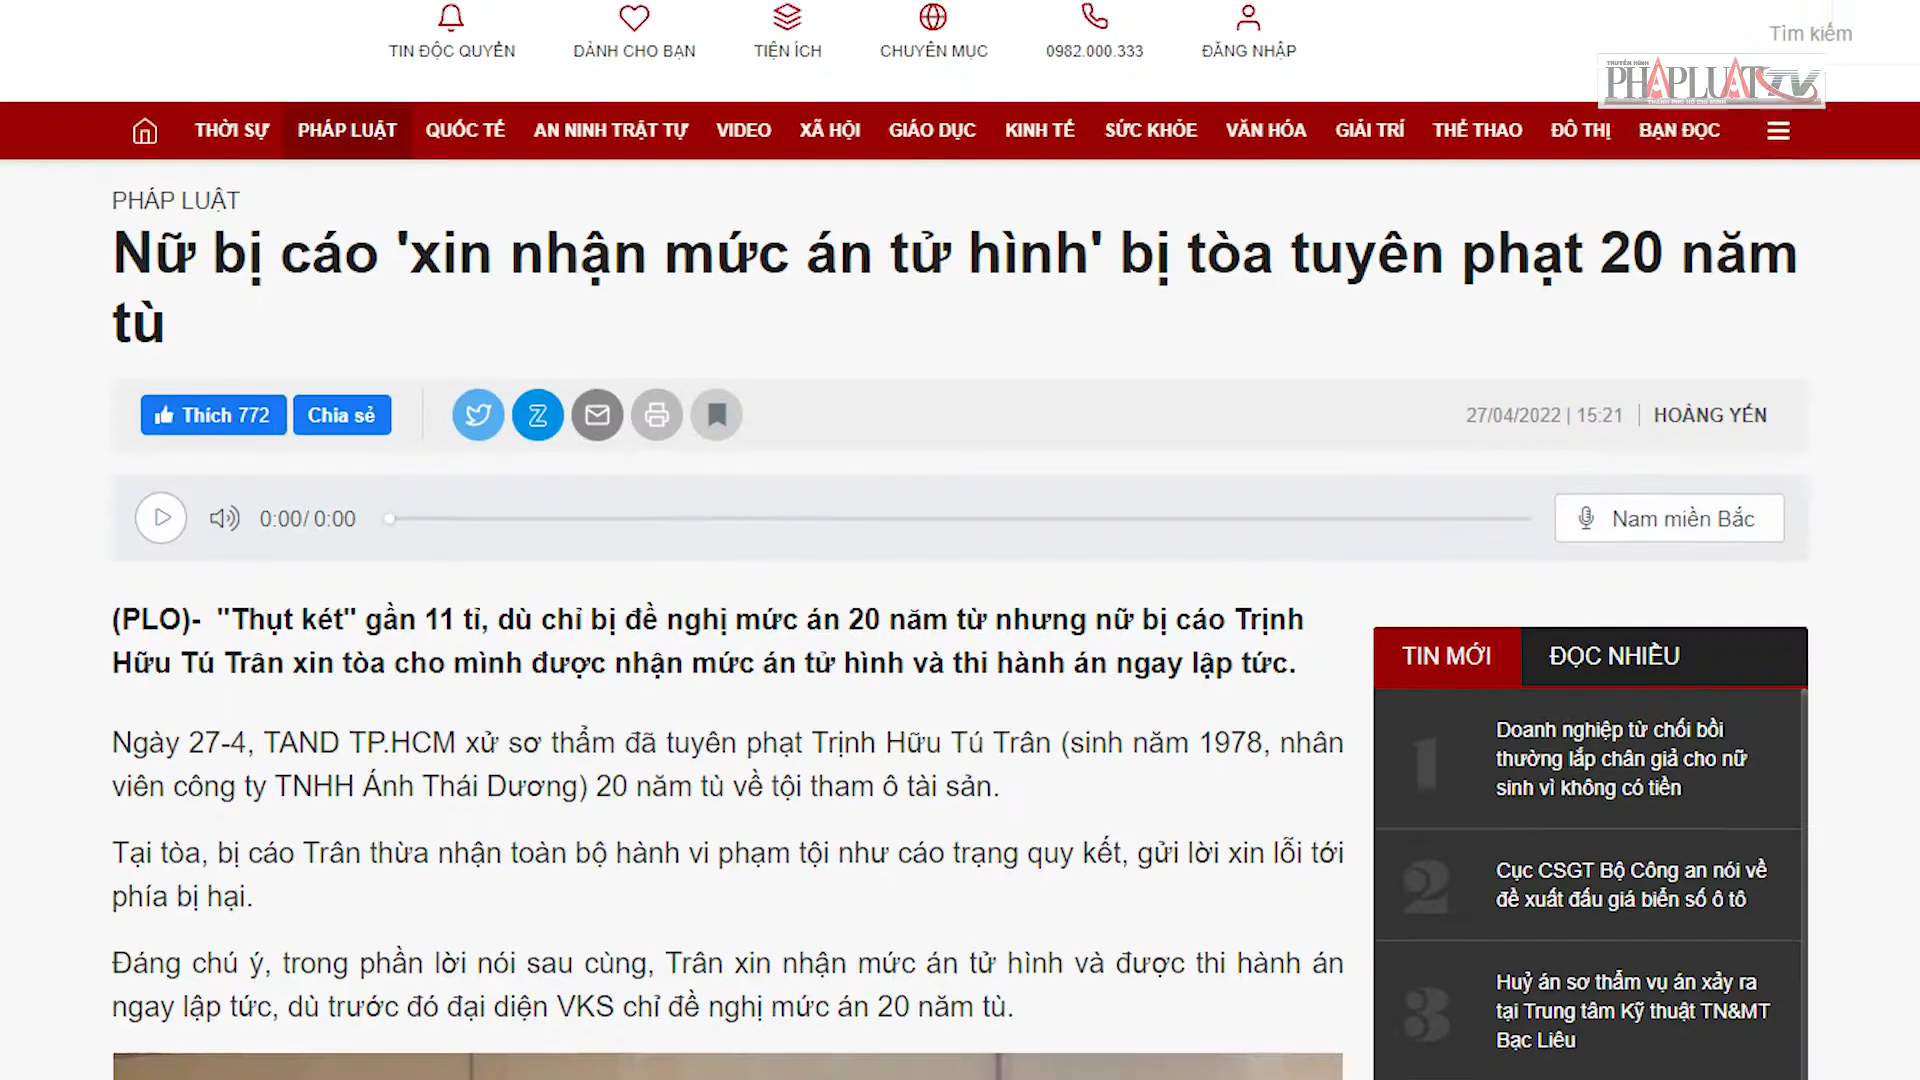 TIN ĐỘC QUYỀN
DÀNH CHO BẠN
TIỆN ÍCH
CHUYÊN MỤC
0982.000.333
ĐĂNG NHẬP
Tìm kiếm
TRUYỀN HÌNH
PHÁPLUẬTTV
THÀNH PHỐ HỒ CHÍ MINH
THỜI SỰ PHÁP LUẬT QUỐC TẾ AN NINH TRẬT TỰ VIDEO XÃ HỘI GIÁO DỤC KINH TẾ SỨC KHỎE VĂN HÓA GIẢI TRÍ THỂ THAO ĐÔ THỊ BẠN ĐỌC
PHÁP LUẬT
Nữ bị cáo 'xin nhận mức án tử hình' bị tòa tuyên phạt 20 năm
tù
Thích 772
Chia sẻ
27/04/2022 | 15:21
HOÀNG YẾN
0:00/ 0:00
Nam miền Bắc
(PLO)- "Thụt két" gần 11 tỉ, dù chỉ bị đề nghị mức án 20 năm từ nhưng nữ bị cáo Trịnh
Hữu Tú Trân xin tòa cho mình được nhận mức án tử hình và thi hành án ngay lập tức.
Ngày 27-4, TAND TP.HCM xử sơ thẩm đã tuyên phạt Trịnh Hữu Tú Trân (sinh năm 1978, nhân
viên công ty TNHH Ánh Thái Dương) 20 năm tù về tội tham ô tài sản.
Tại tòa, bị cáo Trân thừa nhận toàn bộ hành vi phạm tội như cáo trạng quy kết, gửi lời xin lỗi tới
phía bị hại.
Đáng chú ý, trong phần lời nói sau cùng, Trân xin nhận mức án tử hình và được thi hành án
ngay lập tức, dù trước đó đại diện VKS chỉ đề nghị mức án 20 năm tù.
TIN MỚI
ĐỌC NHIỀU
1
Doanh nghiệp từ chối bồi
thường lắp chân giả cho nữ
sinh vì không có tiền
2
Cục CSGT Bộ Công an nói về
đề xuất đấu giá biển số ô tô
3
Huỷ án sơ thẩm vụ án xảy ra
tại Trung tâm Kỹ thuật TN&MT
Bạc Liêu